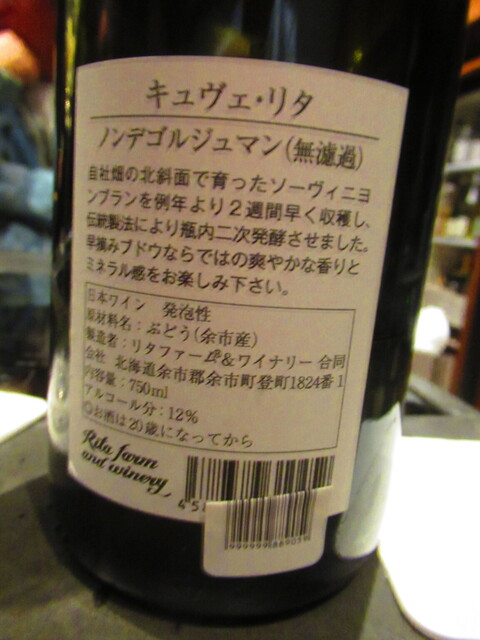 キュヴェ・リタ
ノンデゴルジュマン(無濾過)
自社畑の北斜面で育ったソーヴィニヨ
ンブランを例年より２週間早く収穫し、
伝統製法により瓶内二次発酵させました。
早摘みブドウならではの爽やかな香りと
ミネラル感をお楽しみ下さい。
日本ワイン 発泡性
原材料名：ぶどう(余市産)
製造者：リタファーム&ワイナリー 合同
会社 北海道余市郡余市町登町1824番1
内容量：750ml
アルコール分：12%
◎お酒は20歳になってから
Rita farm
and winery